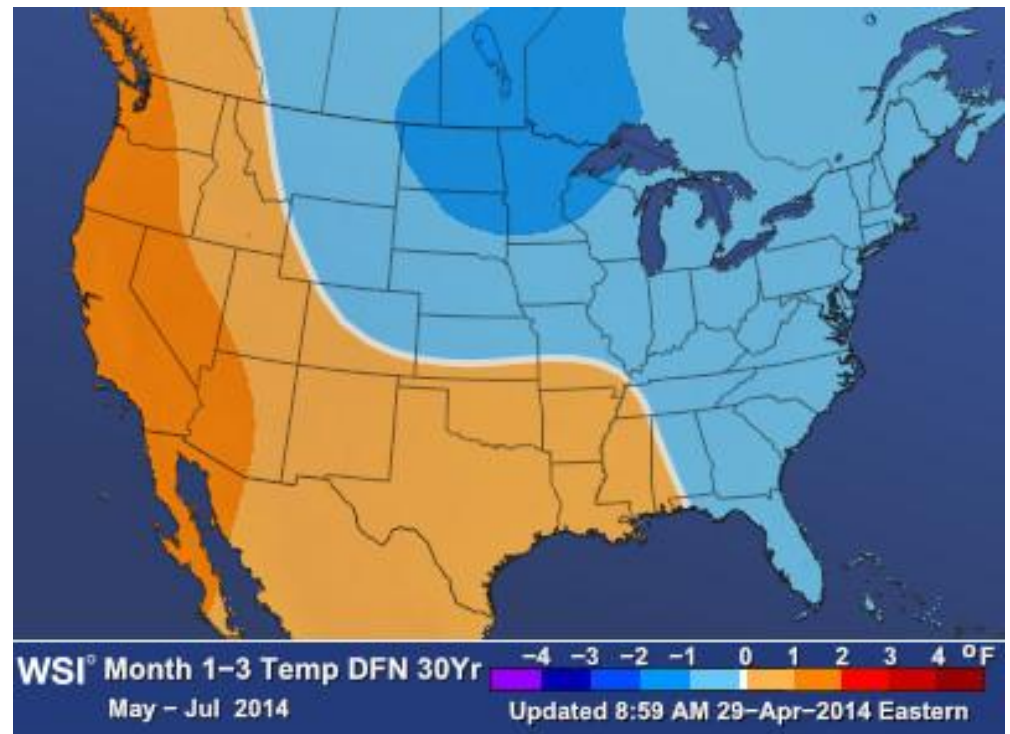 WSI® Month 1-3 Temp DFN 30Yr
May - Jul 2014
-4 -3 -2 -1 0 1 2 3 4 °F
Updated 8:59 AM 29-Apr-2014 Eastern